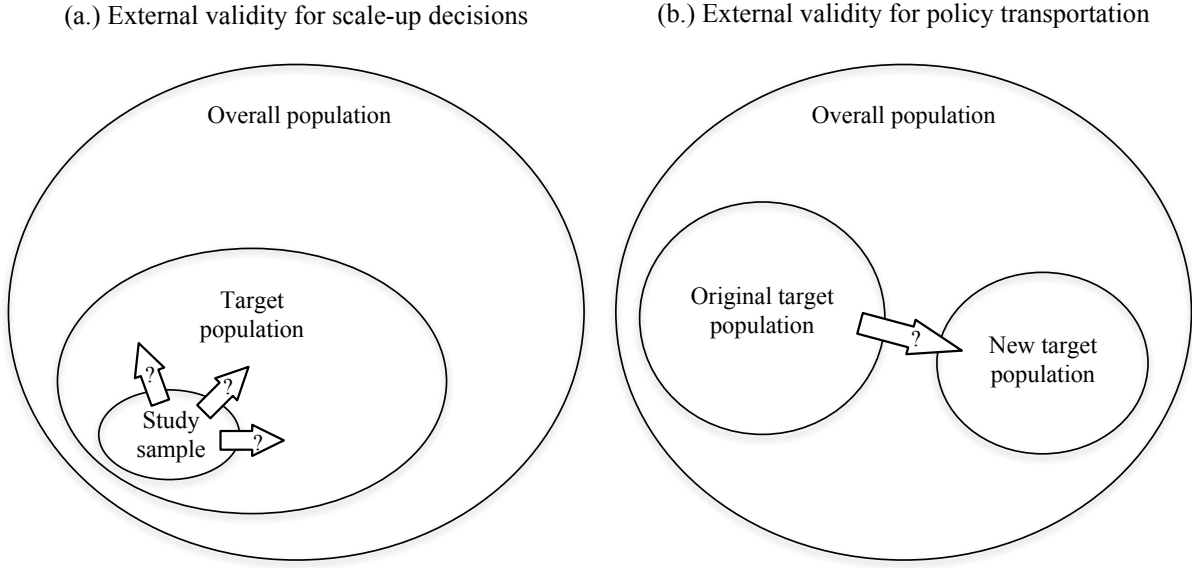 (a.) External validity for scale-up decisions
Overall population
Target
population
?
?
?
Study
sample
(b.) External validity for policy transportation
Overall population
Original target
population
?
New target
population